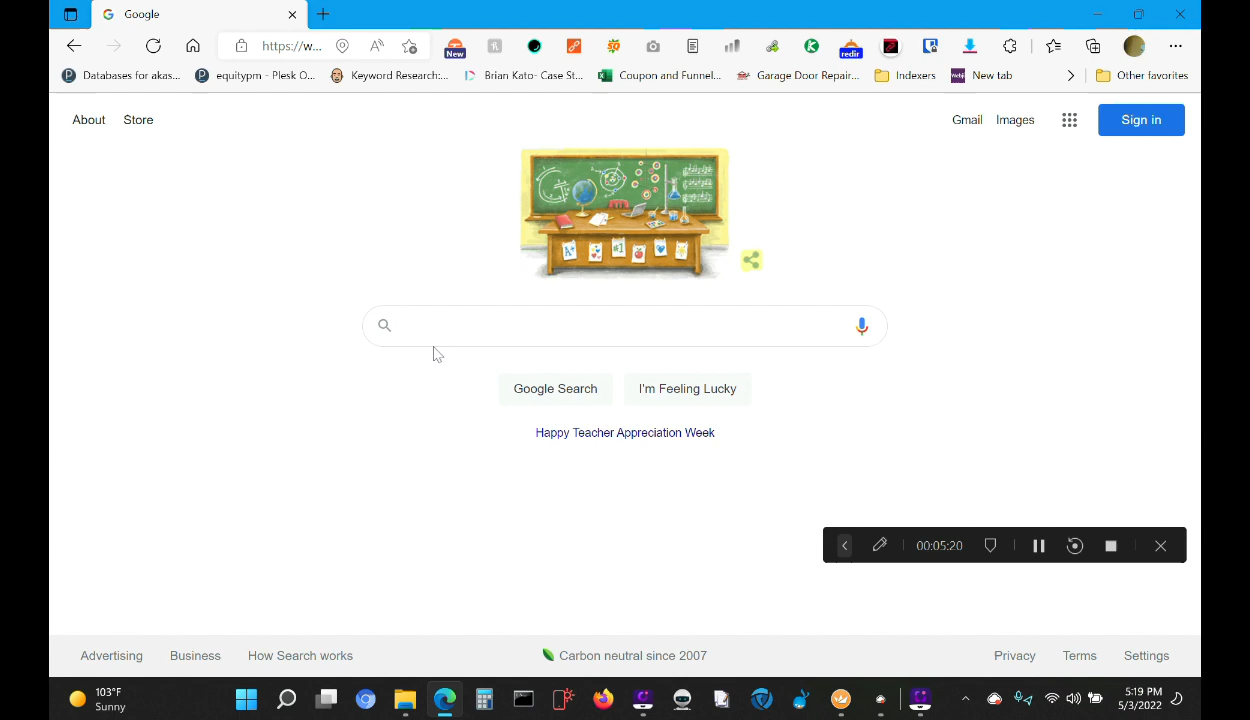 Google
https://w...
New
redir
Databases for akas...
equitypm - Plesk O...
Keyword Research:...
Brian Kato- Case St...
Coupon and Funnel...
Garage Door Repair...
Indexers
New tab
Other favorites
About
Store
Gmail
Images
Sign in
A+
#1
Google Search
I'm Feeling Lucky
Happy Teacher Appreciation Week
00:05:20
Advertising
Business
How Search works
Carbon neutral since 2007
Privacy
Terms
Settings
103°F
Sunny
5:19 PM
5/3/2022